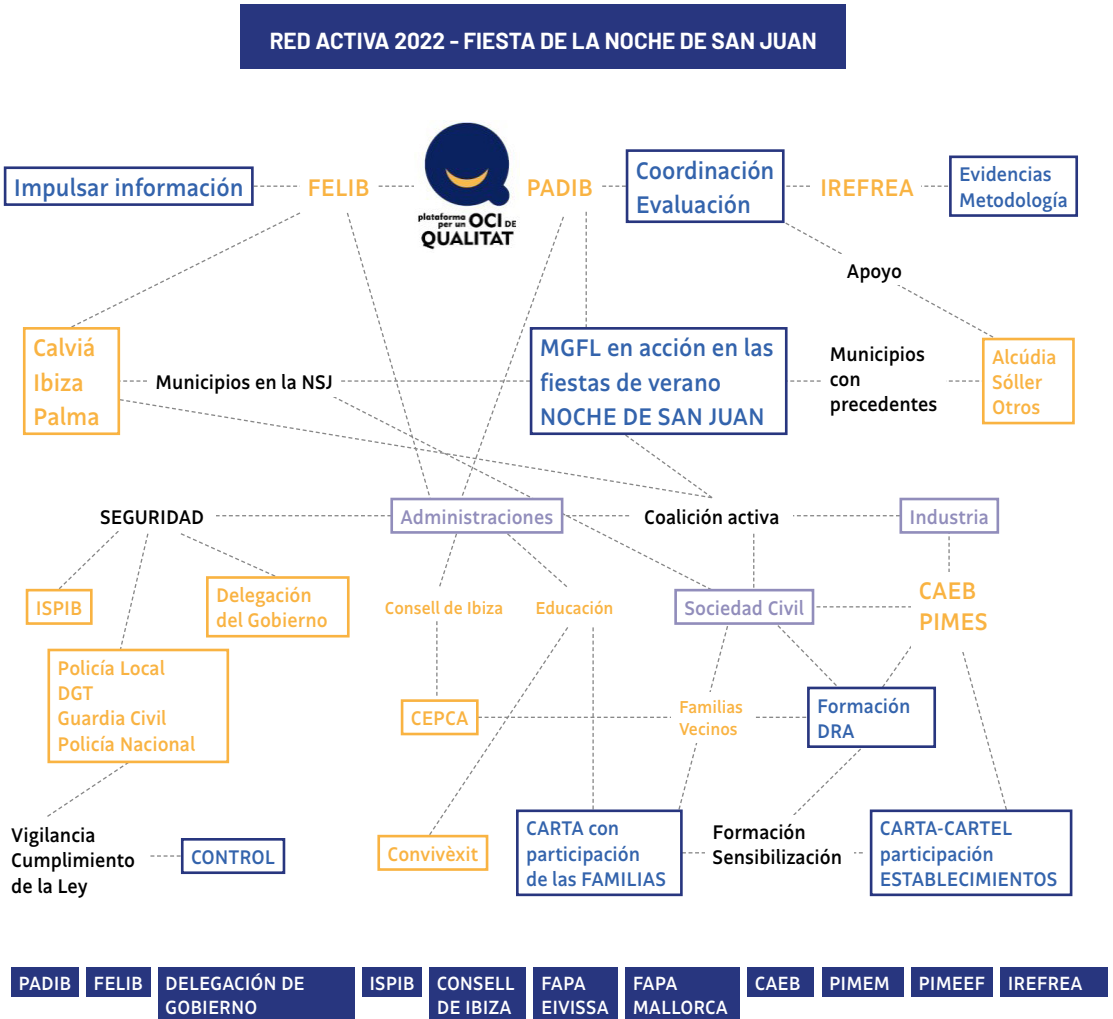 RED ACTIVA 2022 - FIESTA DE LA NOCHE DE SAN JUAN
Impulsar información
FELIB
plataforma
per un OCI DE
QUALITAT
PADIB
Coordinación
Evaluación
IREFREA
Evidencias
Metodología
Apoyo
Calviá
Ibiza
Palma
Municipios en la NSJ
MGFL en acción en las
fiestas de verano
NOCHE DE SAN JUAN
Municipios
con
precedentes
Alcúdia
Sóller
Otros
SEGURIDAD
Administraciones
Coalición activa
Industria
ISPIB
Delegación
del Gobierno
Consell de Ibiza
Educación
Sociedad Civil
CAEB
PIMES
Policía Local
DGT
Guardia Civil
Policía Nacional
CEPCA
Familias
Vecinos
Formación
DRA
Vigilancia
Cumplimiento
de la Ley
CONTROL
Convivèxit
CARTA con
participación
de las FAMILIAS
Formación
Sensibilización
CARTA-CARTEL
participación
ESTABLECIMIENTOS
PADIB
FELIB
DELEGACIÓN DE
GOBIERNO
ISPIB
CONSELL
DE IBIZA
FAPA
EIVISSA
FAPA
MALLORCA
CAEB
PIMEM
PIMEEF
IREFREA